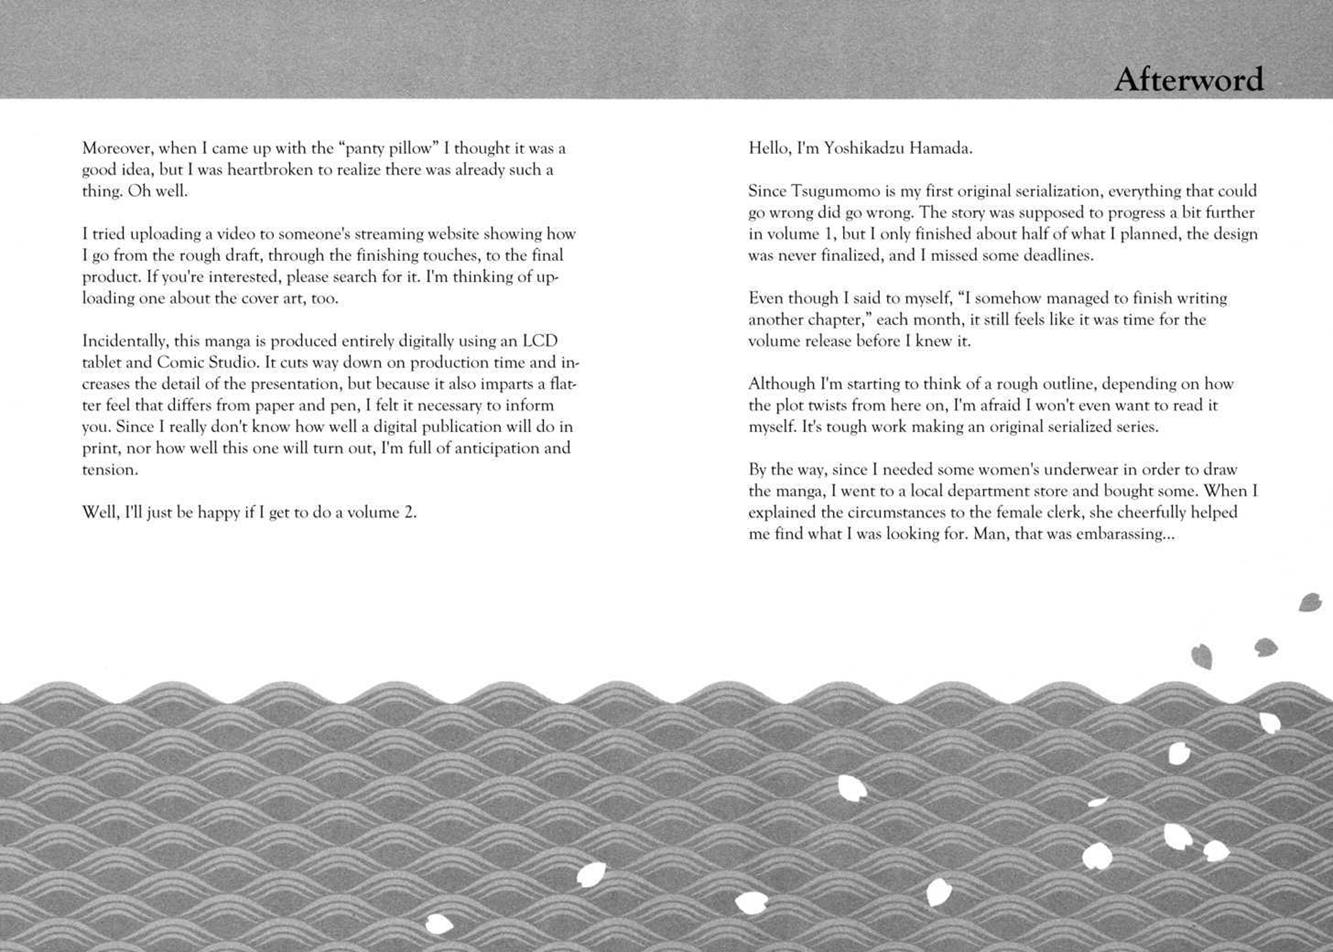 Afterword
Hello, I'm Yoshikadzu Hamada.
Since Tsugumomo is my first original serialization, everything that could
go wrong did go wrong. The story was supposed to progress a bit further
in volume 1, but I only finished about half of what I planned, the design
was never finalized, and I missed some deadlines.
Even though I said to myself, “I somehow managed to finish writing
another chapter,” each month, it still feels like it was time for the
volume release before I knew it.
Although I'm starting to think of a rough outline, depending on how
the plot twists from here on, I'm afraid I won't even want to read it
myself. It's tough work making an original serialized series.
By the way, since I needed some women's underwear in order to draw
the manga, I went to a local department store and bought some. When I
explained the circumstances to the female clerk, she cheerfully helped
me find what I was looking for. Man, that was embarassing...
Moreover, when I came up with the “panty pillow” I thought it was a
good idea, but I was heartbroken to realize there was already such a
thing. Oh well.
I tried uploading a video to someone's streaming website showing how
I go from the rough draft, through the finishing touches, to the final
product. If you're interested, please search for it. I'm thinking of up-
loading one about the cover art, too.
Incidentally, this manga is produced entirely digitally using an LCD
tablet and Comic Studio. It cuts way down on production time and in-
creases the detail of the presentation, but because it also imparts a flat-
ter feel that differs from paper and pen, I felt it necessary to inform
you. Since I really don't know how well a digital publication will do in
print, nor how well this one will turn out, I'm full of anticipation and
tension.
Well, I'll just be happy if I get to do a volume 2.